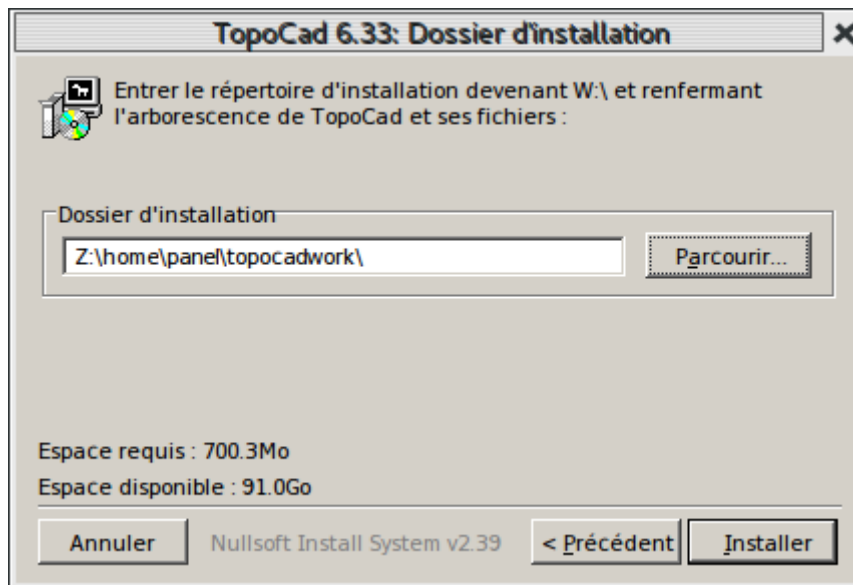 TopoCad 6.33: Dossier d'installation
Entrer le répertoire d'installation devenant W:\ et renfermant
l'arborescence de TopoCad et ses fichiers :
Dossier d'installation
Z:\home\panel\topocadwork\
Parcourir...
Espace requis : 700.3Mo
Espace disponible : 91.0Go
Annuler
Nullsoft Install System v2.39
< Précédent
Installer